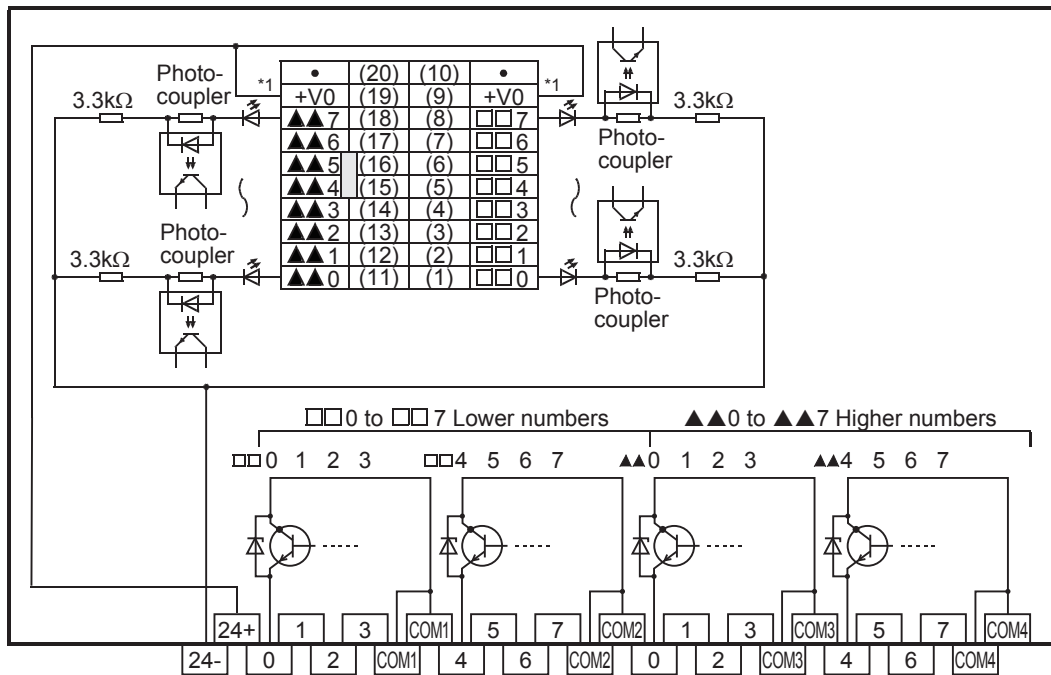 Photo-
coupler
3.3kΩ
*1
• (20) (10) •
+V0 (19) (9) +V0
▲▲7 (18) (8) □□7
▲▲6 (17) (7) □□6
▲▲5 (16) (6) □□5
▲▲4 (15) (5) □□4
▲▲3 (14) (4) □□3
▲▲2 (13) (3) □□2
▲▲1 (12) (2) □□1
▲▲0 (11) (1) □□0
*1
3.3kΩ
Photo-
coupler
Photo-
coupler
3.3kΩ
3.3kΩ
Photo-
coupler
□□0 to □□7 Lower numbers
▲▲0 to ▲▲7 Higher numbers
□□0 1 2 3 □□4 5 6 7 ▲▲0 1 2 3 ▲▲4 5 6 7
24+ 1 3 COM1 5 7 COM2 1 3 COM3 5 7 COM4
24- 0 2 COM1 4 6 COM2 0 2 COM3 4 6 COM4